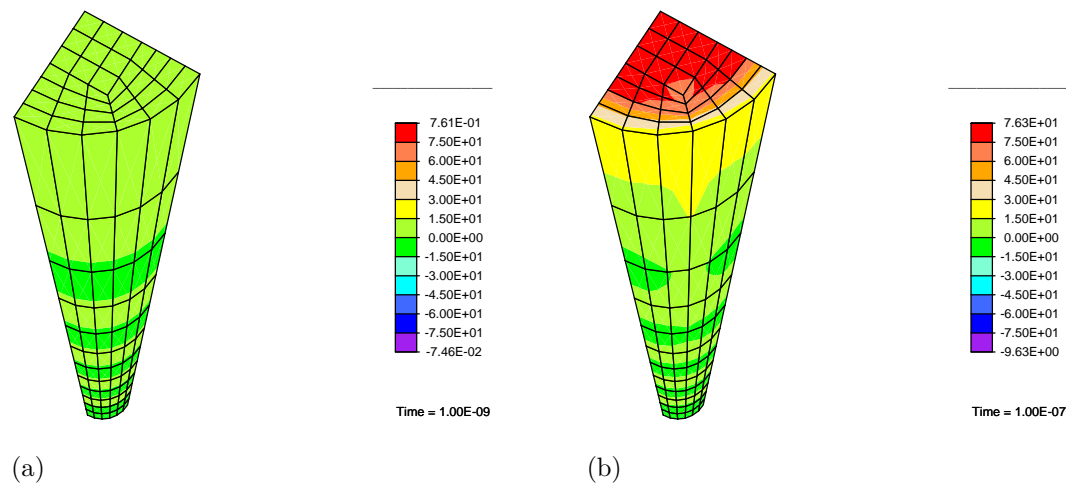 7.61E-01
7.50E+01
6.00E+01
4.50E+01
3.00E+01
1.50E+01
0.00E+00
-1.50E+01
-3.00E+01
-4.50E+01
-6.00E+01
-7.50E+01
-7.46E-02
Time = 1.00E-09
(a)
7.63E+01
7.50E+01
6.00E+01
4.50E+01
3.00E+01
1.50E+01
0.00E+00
-1.50E+01
-3.00E+01
-4.50E+01
-6.00E+01
-7.50E+01
-9.63E+00
Time = 1.00E-07
(b)